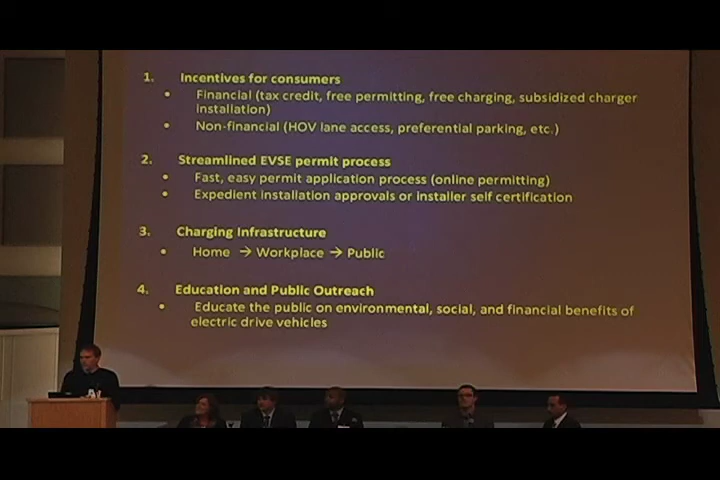 1. Incentives for consumers
• Financial (tax credit, free permitting, free charging, subsidized charger
installation)
• Non-financial (HOV lane access, preferential parking, etc.)
2. Streamlined EVSE permit process
• Fast, easy permit application process (online permitting)
• Expedient installation approvals or installer self certification
3. Charging Infrastructure
• Home → Workplace → Public
4. Education and Public Outreach
• Educate the public on environmental, social, and financial benefits of
electric drive vehicles